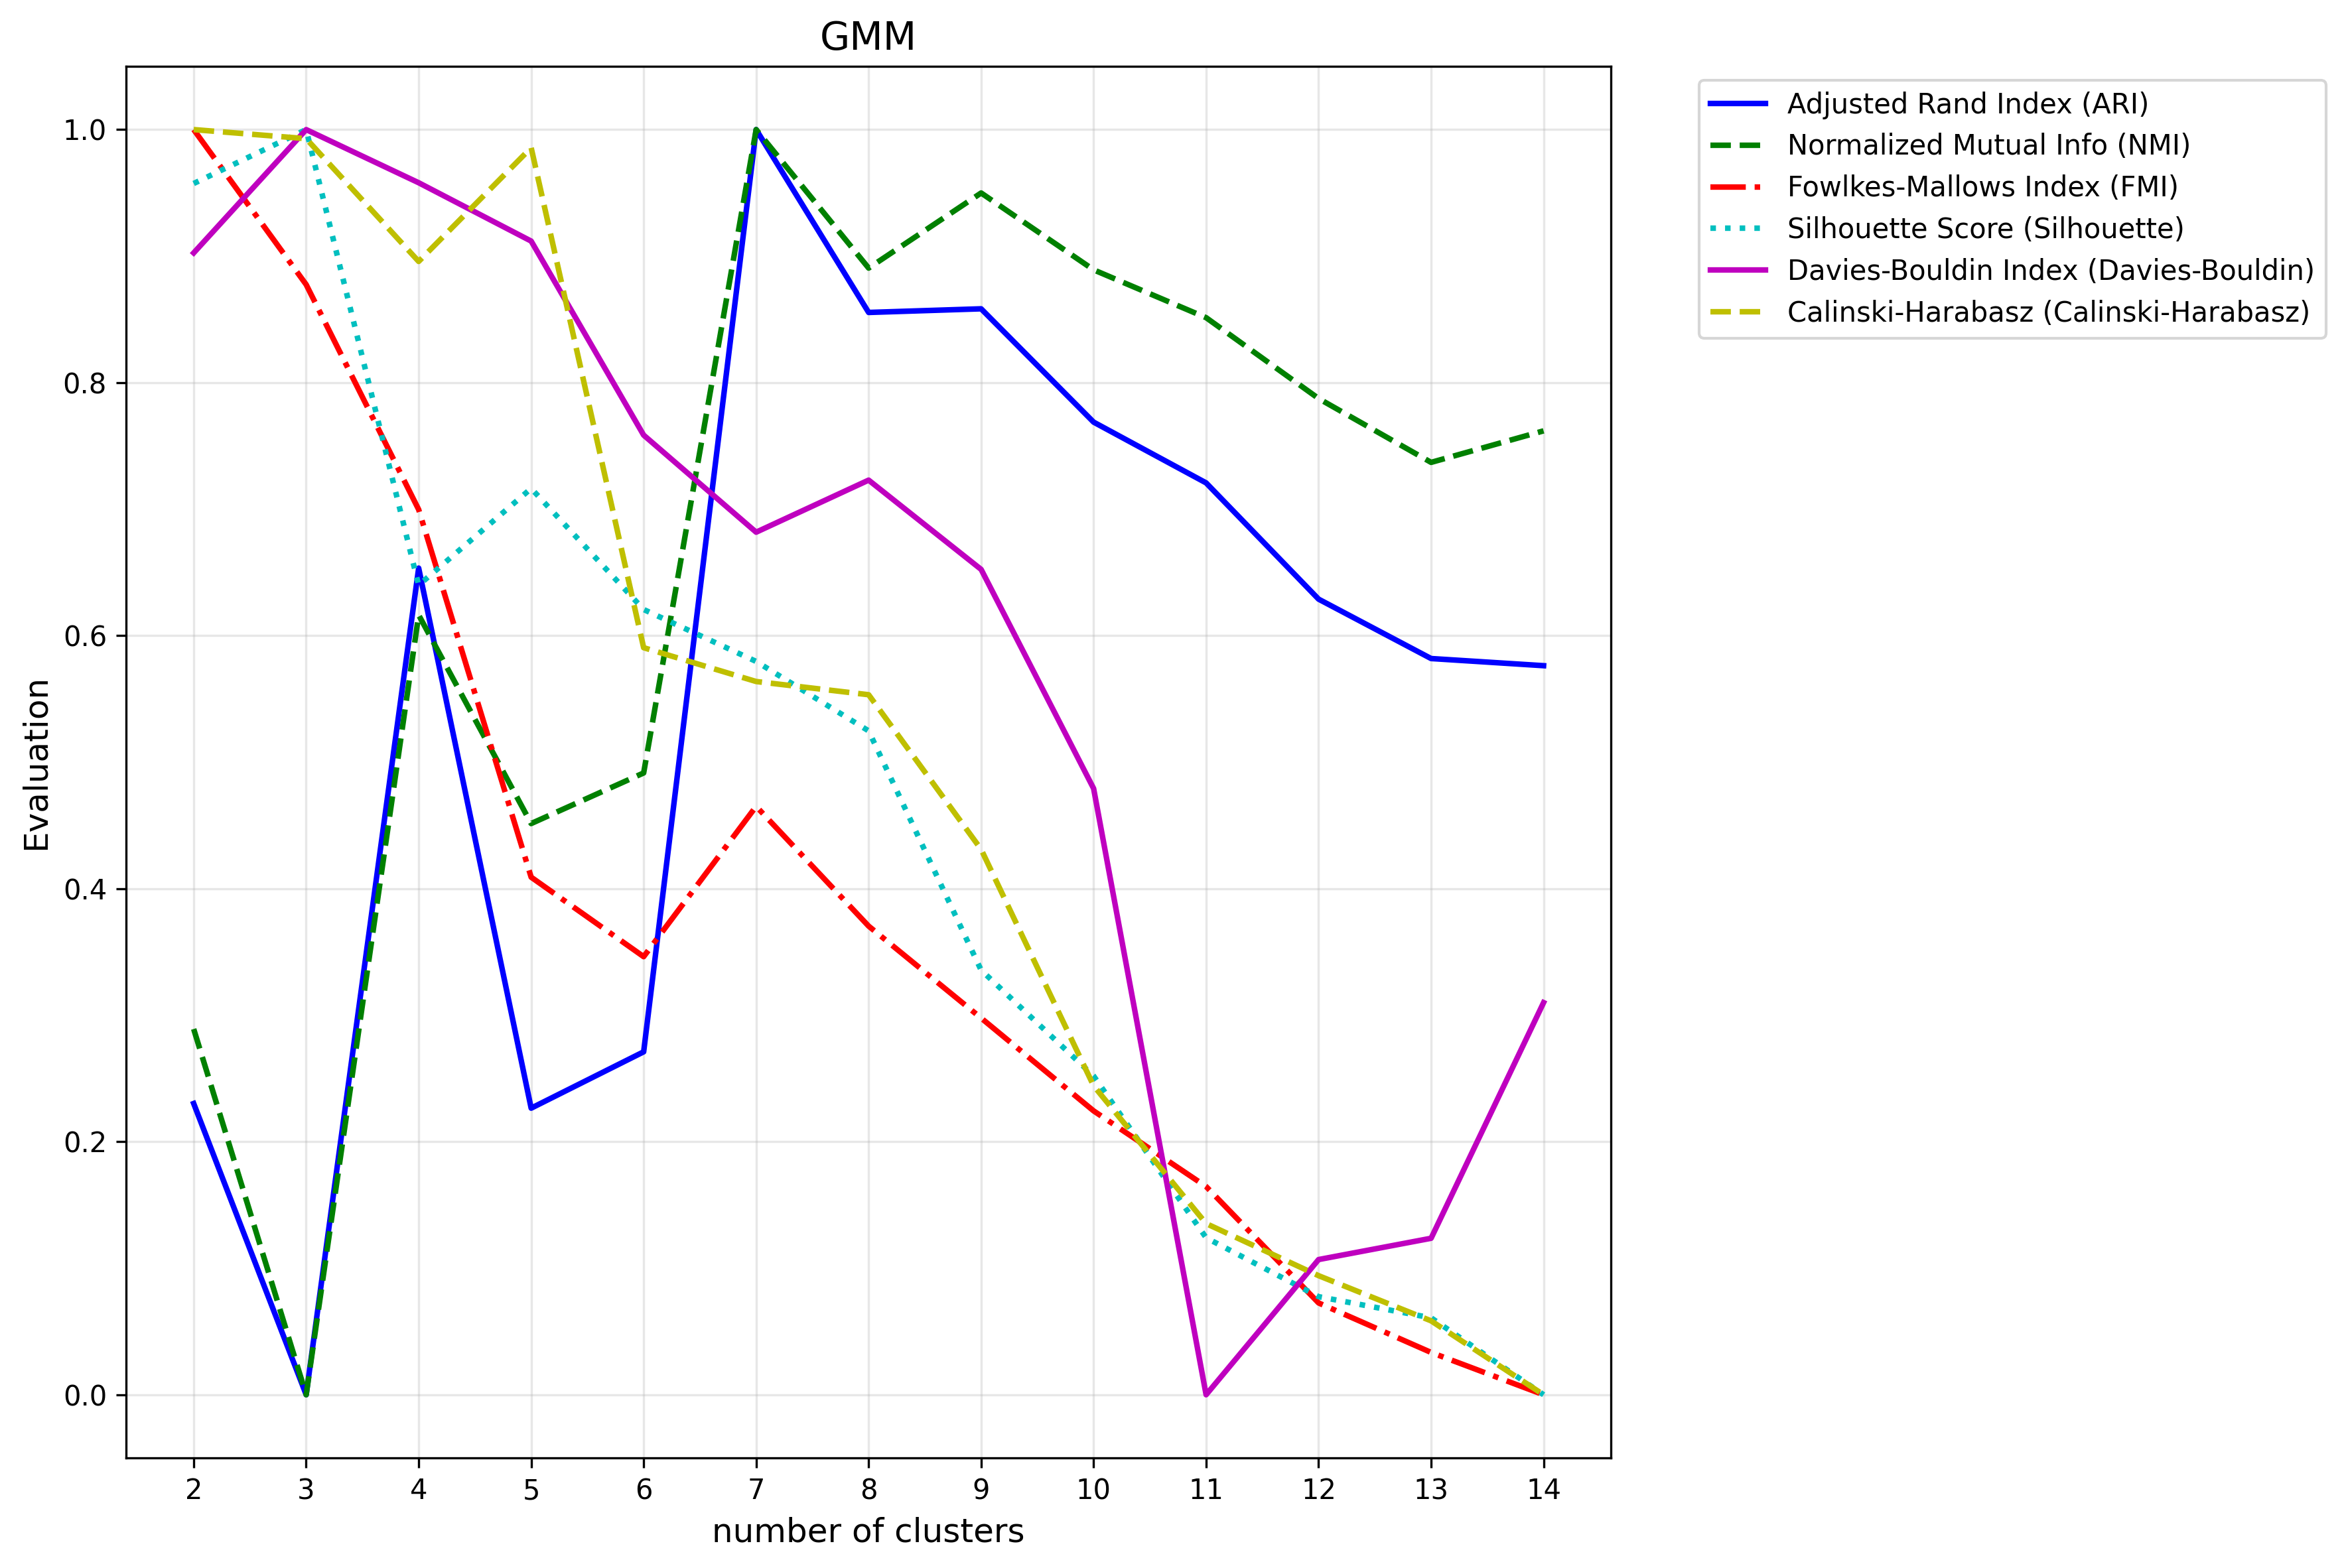 GMM
Adjusted Rand Index (ARI)
Normalized Mutual Info (NMI)
Fowlkes-Mallows Index (FMI)
Silhouette Score (Silhouette)
Davies-Bouldin Index (Davies-Bouldin)
Calinski-Harabasz (Calinski-Harabasz)
1.0
0.8
0.6
0.4
0.2
0.0
Evaluation
2 3 4 5 6 7 8 9 10 11 12 13 14
number of clusters